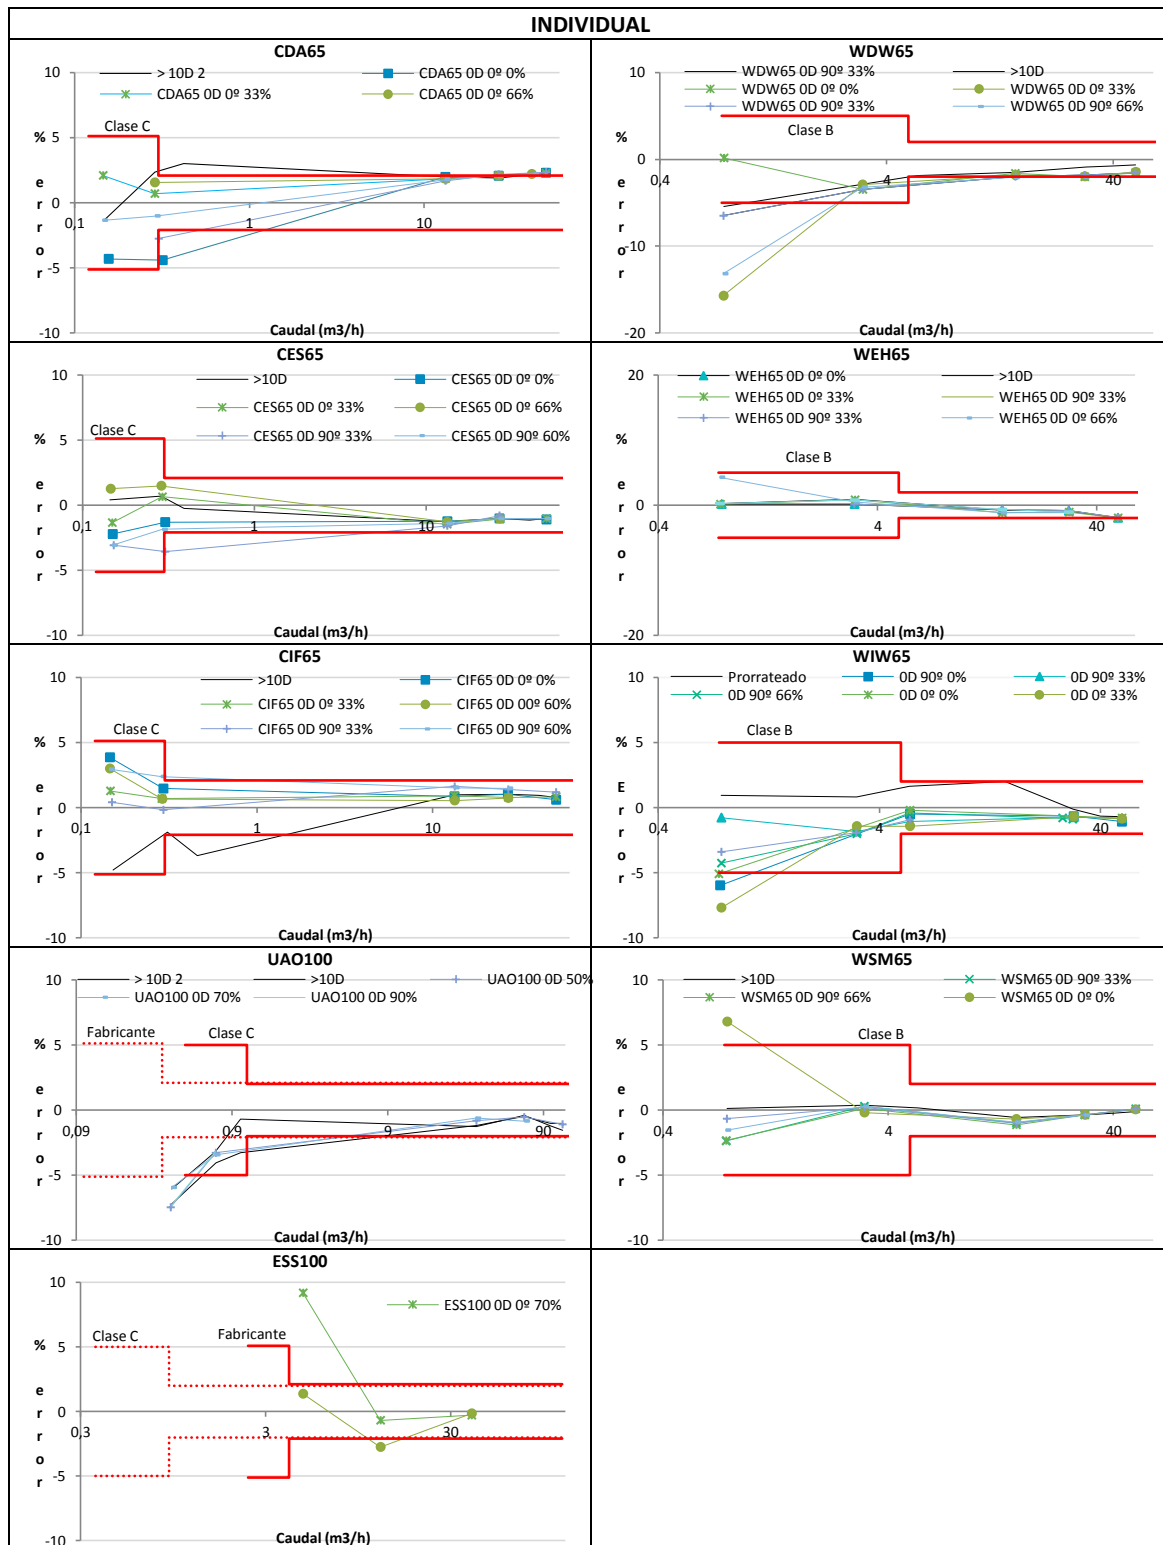 INDIVIDUAL
CDA65
> 10D 2
CDA65 0D 0º 0%
CDA65 0D 0º 33%
CDA65 0D 0º 66%
Clase C
% error
10
5
0
-5
-10
0,1
1
10
Caudal (m3/h)
WDW65
WDW65 0D 90º 33%
>10D
WDW65 0D 0º 0%
WDW65 0D 0º 33%
WDW65 0D 90º 33%
WDW65 0D 90º 66%
Clase B
% error
10
0
-10
-20
0,4
4
40
Caudal (m3/h)
CES65
>10D
CES65 0D 0º 0%
CES65 0D 0º 33%
CES65 0D 0º 66%
CES65 0D 90º 33%
CES65 0D 90º 60%
Clase C
% error
10
5
0
-5
-10
0,1
1
10
Caudal (m3/h)
WEH65
WEH65 0D 0º 0%
>10D
WEH65 0D 0º 33%
WEH65 0D 90º 33%
WEH65 0D 90º 33%
WEH65 0D 0º 66%
Clase B
% error
20
0
-20
0,4
4
40
Caudal (m3/h)
CIF65
>10D
CIF65 0D 0º 0%
CIF65 0D 0º 33%
CIF65 0D 00º 60%
CIF65 0D 90º 33%
CIF65 0D 90º 60%
Clase C
% error
10
5
0
-5
-10
0,1
1
10
Caudal (m3/h)
WIW65
Prorrateado
0D 90º 0%
0D 90º 33%
0D 90º 66%
0D 0º 0%
0D 0º 33%
Clase B
% Error
10
5
0
-5
-10
0,4
4
40
Caudal (m3/h)
UAO100
> 10D 2
>10D
UAO100 0D 50%
UAO100 0D 70%
UAO100 0D 90%
Fabricante
Clase C
% error
10
5
0
-5
-10
0,09
0,9
9
90
Caudal (m3/h)
WSM65
>10D
WSM65 0D 90º 33%
WSM65 0D 90º 66%
WSM65 0D 0º 0%
Clase B
% error
10
5
0
-5
-10
0,4
4
40
Caudal (m3/h)
ESS100
ESS100 0D 0º 70%
Clase C
Fabricante
% error
10
5
0
-5
-10
0,3
3
30
Caudal (m3/h)